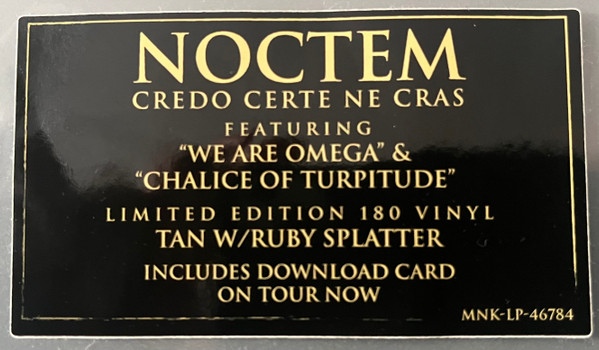 NOCTEM
CREDO CERTE NE CRAS
FEATURING
"WE ARE OMEGA" &
"CHALICE OF TURPITUDE"
LIMITED EDITION 180 VINYL
TAN W/RUBY SPLATTER
INCLUDES DOWNLOAD CARD
ON TOUR NOW
MNK-LP-46784